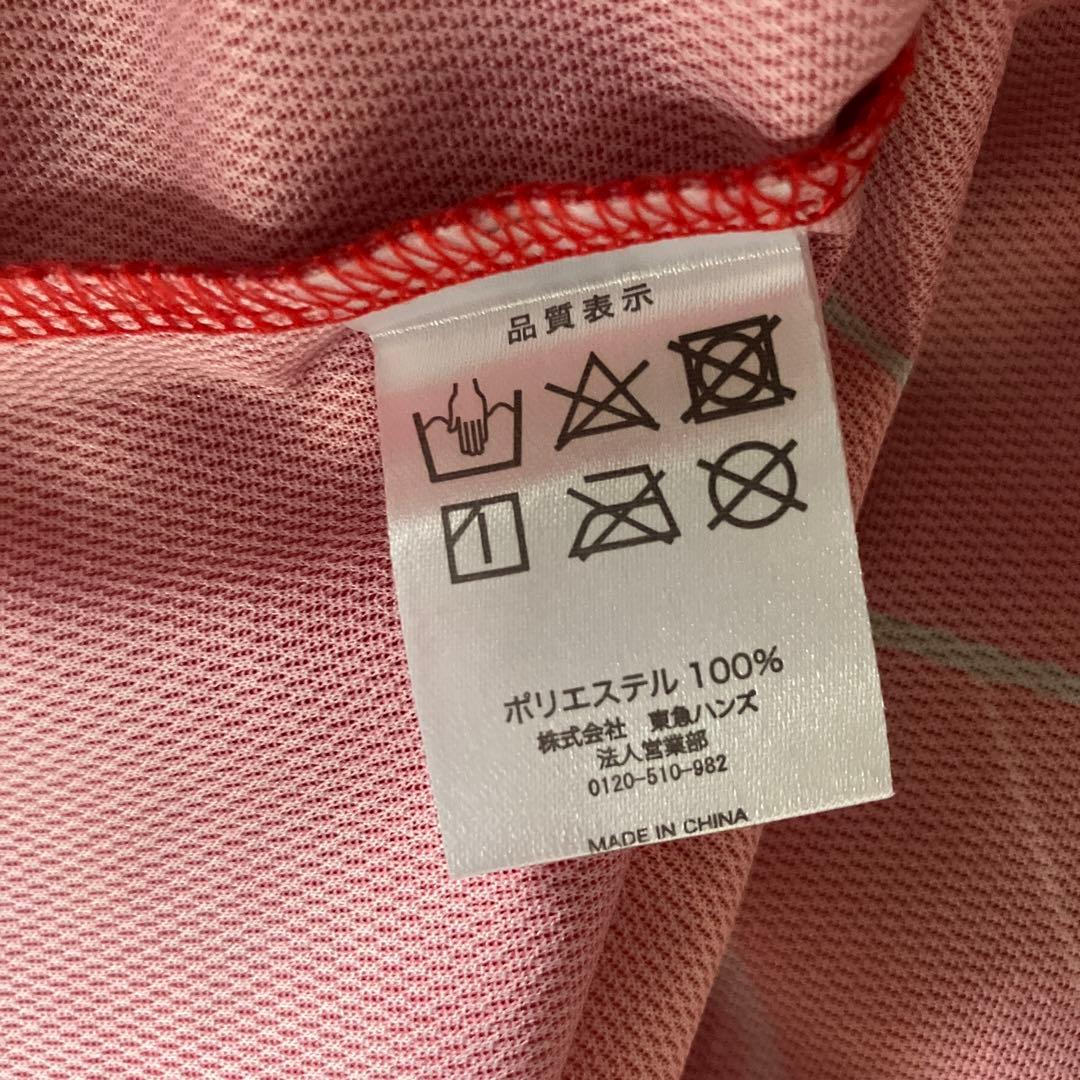 品質表示
ポリエステル 100%
株式会社 東急ハンズ
法人営業部
0120-510-982
MADE IN CHINA